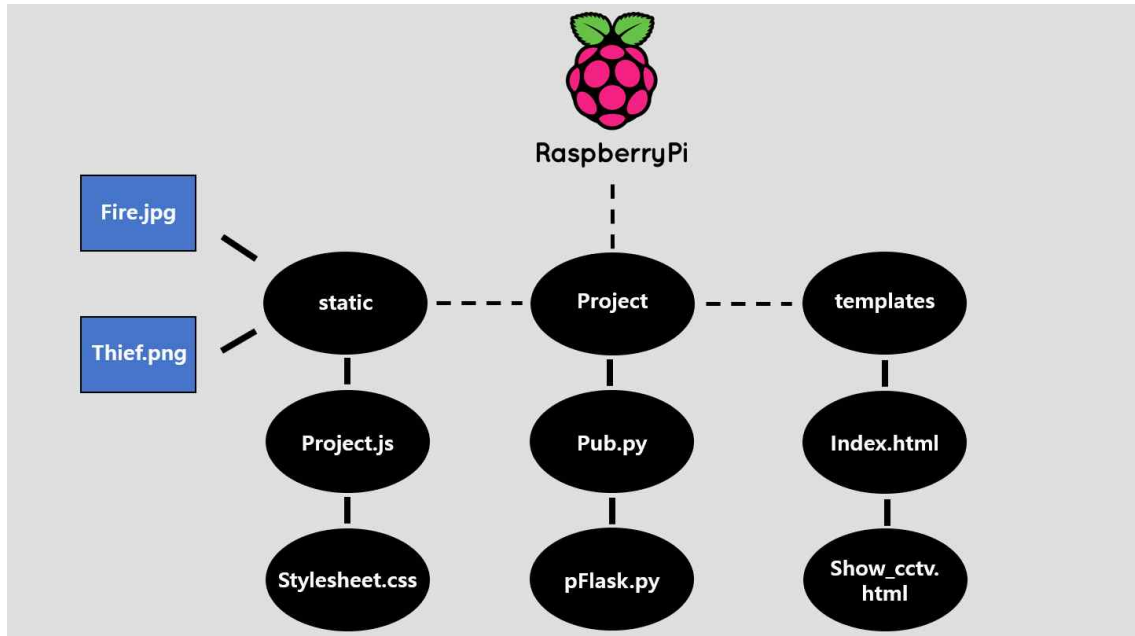 RaspberryPi
Fire.jpg
static
Project
templates
Thief.png
Project.js
Pub.py
Index.html
Stylesheet.css
pFlask.py
Show_cctv.
html